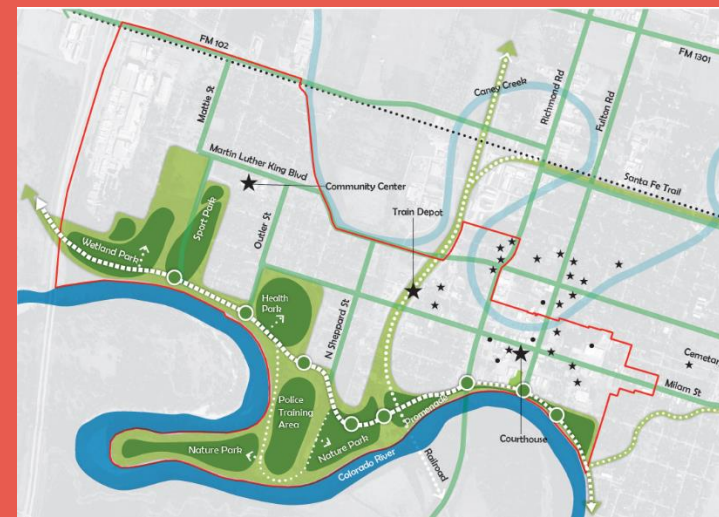 FM 102
FM 1301
Caney Creek
Richmond Rd
Fulton Rd
Mattie St
Martin Luther King Blvd
Santa Fe Trail
Community Center
Train Depot
Sport Park
Outler St
Wetland Park
Health
Park
N Sheppard St
Cemetar
Milam St
Police
Training
Area
Promenade
Courthouse
Nature Park
Nature Park
Colorado River
Railroad